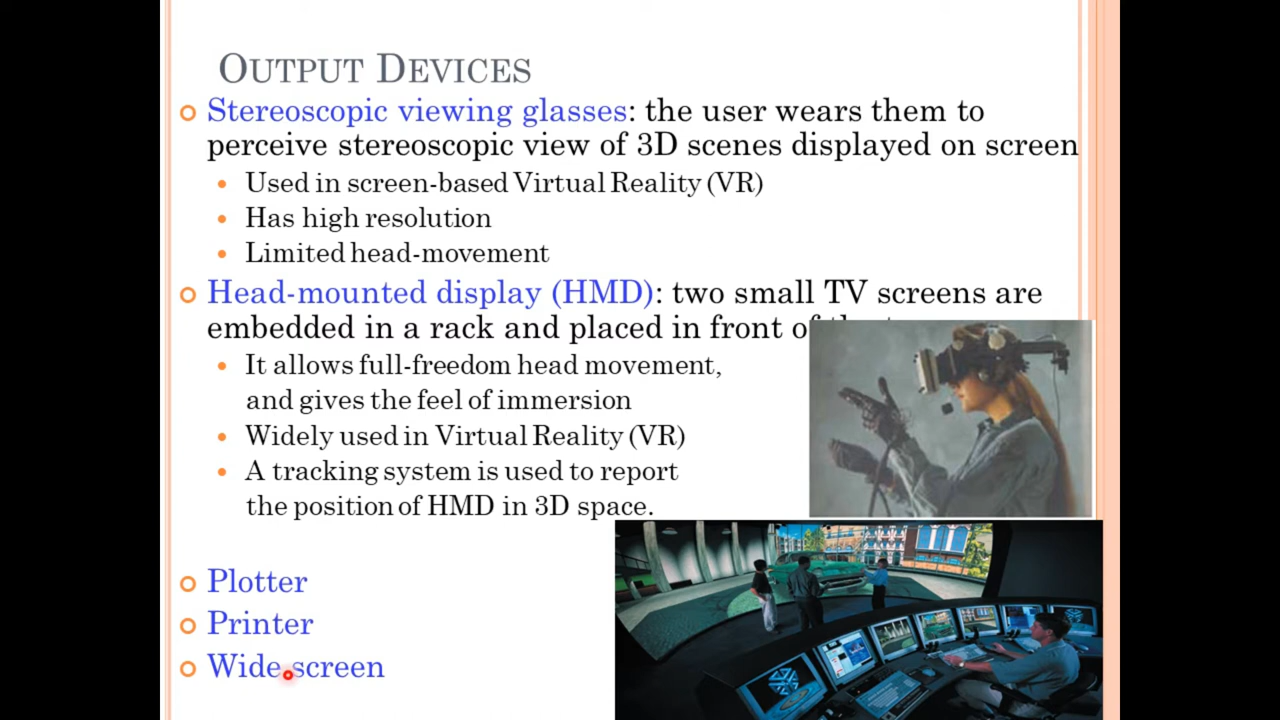 OUTPUT DEVICES
Stereoscopic viewing glasses: the user wears them to
perceive stereoscopic view of 3D scenes displayed on screen
Used in screen-based Virtual Reality (VR)
Has high resolution
Limited head-movement
Head-mounted display (HMD): two small TV screens are
embedded in a rack and placed in front of
It allows full-freedom head movement,
and gives the feel of immersion
Widely used in Virtual Reality (VR)
A tracking system is used to report
the position of HMD in 3D space.
Plotter
Printer
Wide screen